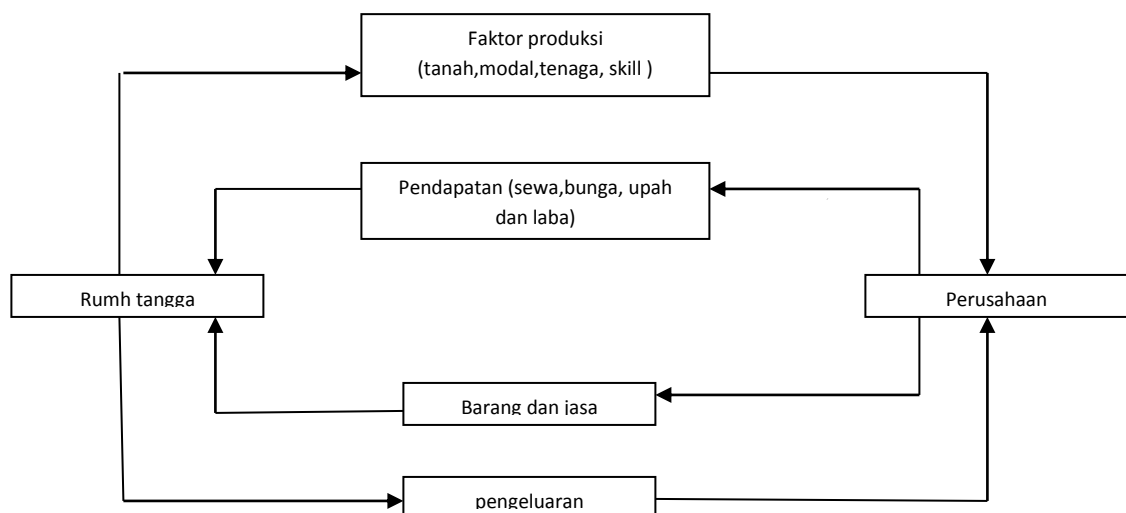 Faktor produksi
(tanah,modal,tenaga, skill )
Pendapatan (sewa,bunga, upah
dan laba)
Rumh tangga
Perusahaan
Barang dan jasa
pengeluaran